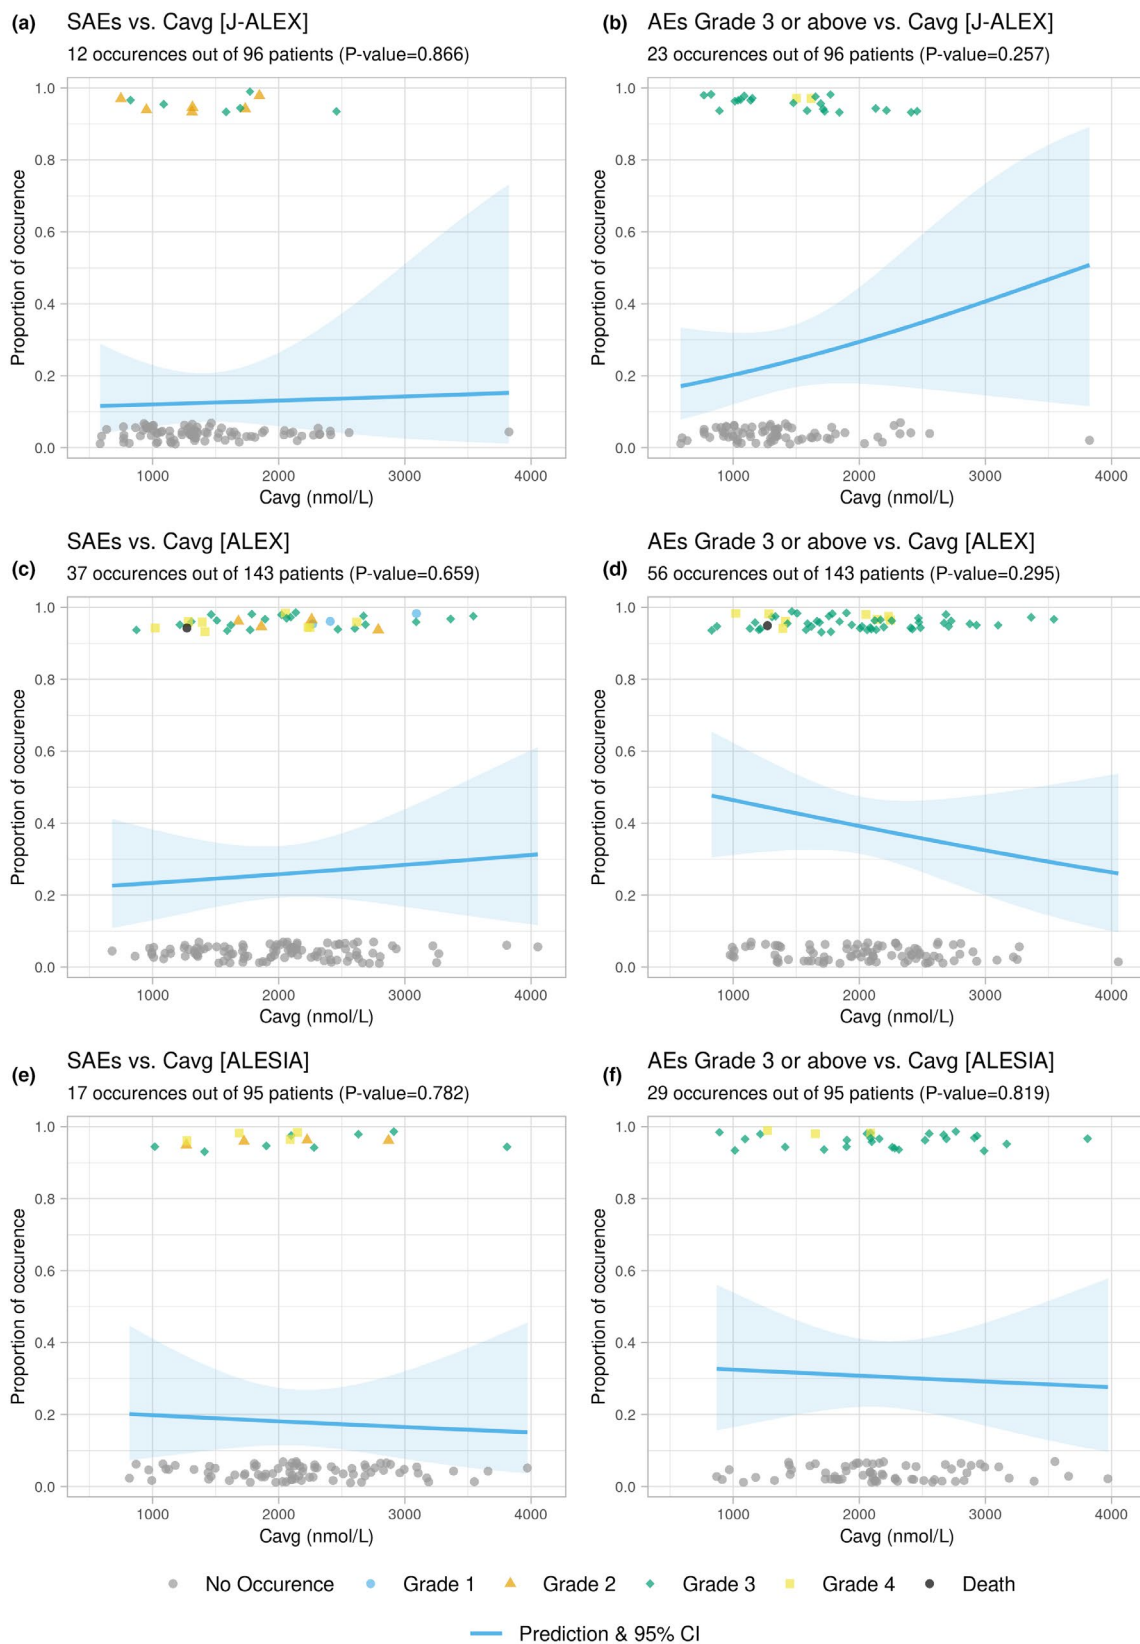 (a) SAEs vs. Cavg [J-ALEX]
12 occurences out of 96 patients (P-value=0.866)
1.0
0.8
0.6
0.4
0.2
0.0
Proportion of occurence
1000 2000 3000 4000
Cavg (nmol/L)
(b) AEs Grade 3 or above vs. Cavg [J-ALEX]
23 occurences out of 96 patients (P-value=0.257)
1.0
0.8
0.6
0.4
0.2
0.0
Proportion of occurence
1000 2000 3000 4000
Cavg (nmol/L)
SAEs vs. Cavg [ALEX]
(c) 37 occurences out of 143 patients (P-value=0.659)
1.0
0.8
0.6
0.4
0.2
0.0
Proportion of occurence
1000 2000 3000 4000
Cavg (nmol/L)
AEs Grade 3 or above vs. Cavg [ALEX]
(d) 56 occurences out of 143 patients (P-value=0.295)
1.0
0.8
0.6
0.4
0.2
0.0
Proportion of occurence
1000 2000 3000 4000
Cavg (nmol/L)
SAEs vs. Cavg [ALESIA]
(e) 17 occurences out of 95 patients (P-value=0.782)
1.0
0.8
0.6
0.4
0.2
0.0
Proportion of occurence
1000 2000 3000 4000
Cavg (nmol/L)
AEs Grade 3 or above vs. Cavg [ALESIA]
(f) 29 occurences out of 95 patients (P-value=0.819)
1.0
0.8
0.6
0.4
0.2
0.0
Proportion of occurence
1000 2000 3000 4000
Cavg (nmol/L)
No Occurence Grade 1 Grade 2 Grade 3 Grade 4 Death
Prediction & 95% CI